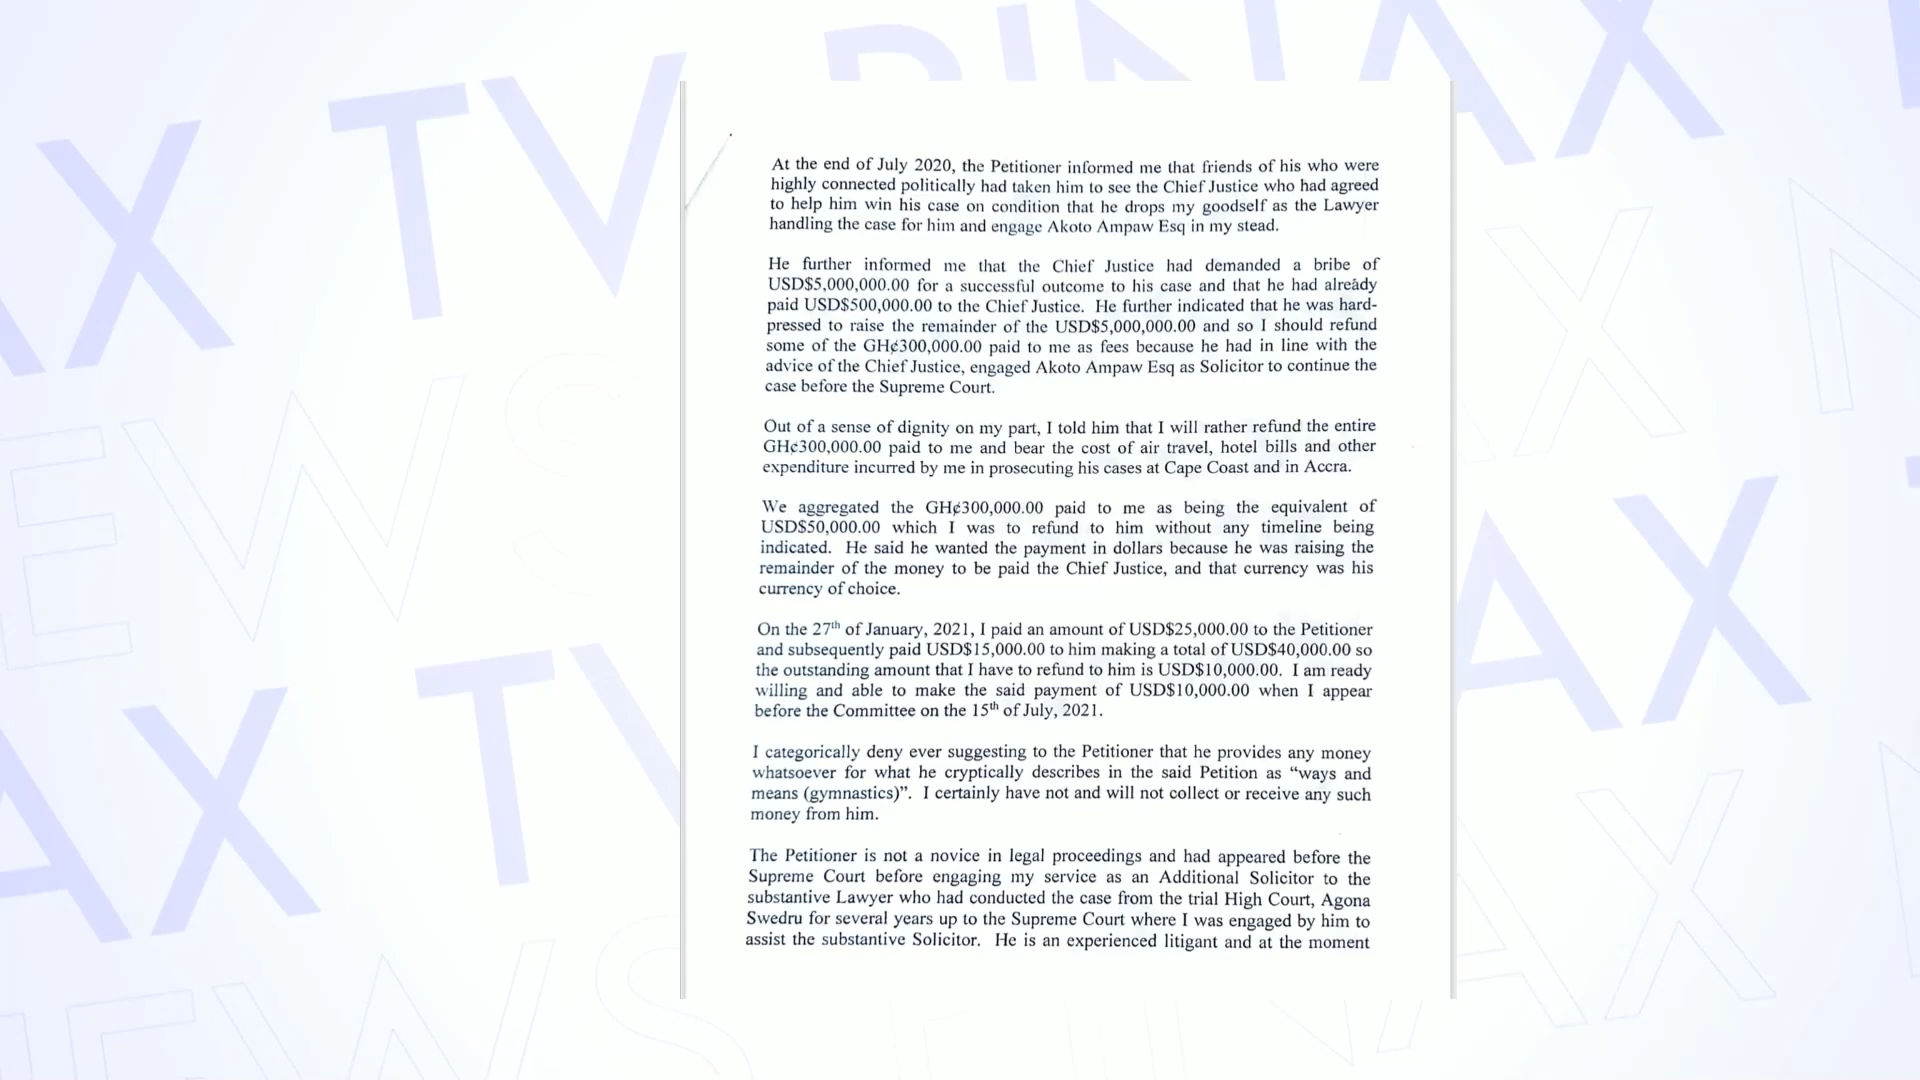 At the end of July 2020, the Petitioner informed me that friends of his who were
highly connected politically had taken him to see the Chief Justice who had agreed
to help him win his case on condition that he drops my goodself as the Lawyer
handling the case for him and engage Akoto Ampaw Esq in my stead.
He further informed me that the Chief Justice had demanded a bribe of
USD$5,000,000.00 for a successful outcome to his case and that he had already
paid USD$500,000.00 to the Chief Justice. He further indicated that he was hard-
pressed to raise the remainder of the USD$5,000,000.00 and so I should refund
some of the GH¢300,000.00 paid to me as fees because he had in line with the
advice of the Chief Justice, engaged Akoto Ampaw Esq as Solicitor to continue the
case before the Supreme Court.
Out of a sense of dignity on my part, I told him that I will rather refund the entire
GH¢300,000.00 paid to me and bear the cost of air travel, hotel bills and other
expenditure incurred by me in prosecuting his cases at Cape Coast and in Accra.
We aggregated the GH¢300,000.00 paid to me as being the equivalent of
USD$50,000.00 which I was to refund to him without any timeline being
indicated. He said he wanted the payment in dollars because he was raising the
remainder of the money to be paid the Chief Justice, and that currency was his
currency of choice.
On the 27th of January, 2021, I paid an amount of USD$25,000.00 to the Petitioner
and subsequently paid USD$15,000.00 to him making a total of USD$40,000.00 so
the outstanding amount that I have to refund to him is USD$10,000.00. I am ready
willing and able to make the said payment of USD$10,000.00 when I appear
before the Committee on the 15th of July, 2021.
I categorically deny ever suggesting to the Petitioner that he provides any money
whatsoever for what he cryptically describes in the said Petition as “ways and
means (gymnastics)”. I certainly have not and will not collect or receive any such
money from him.
The Petitioner is not a novice in legal proceedings and had appeared before the
Supreme Court before engaging my service as an Additional Solicitor to the
substantive Lawyer who had conducted the case from the trial High Court, Agona
Swedru for several years up to the Supreme Court where I was engaged by him to
assist the substantive Solicitor. He is an experienced litigant and at the moment